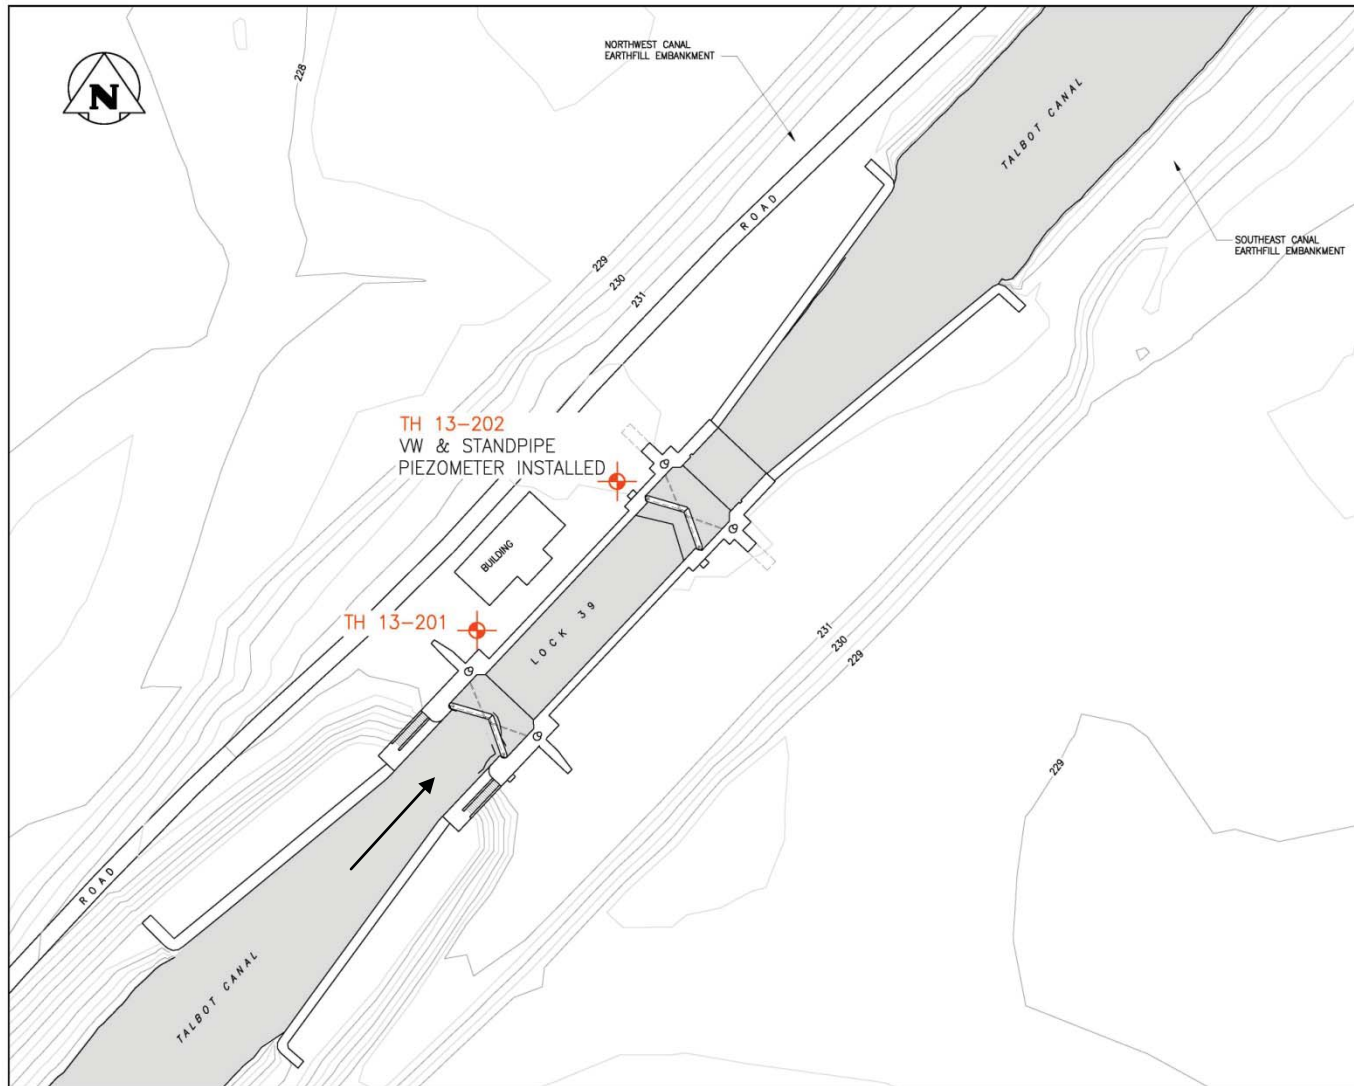 NORTHWEST CANAL
EARTHFILL EMBANKMENT
228
N
TALBOT CANAL
ROAD
SOUTHEAST CANAL
EARTHFILL EMBANKMENT
229
230
231
TH 13-202
VW & STANDPIPE
PIEZOMETER INSTALLED
BUILDING
TH 13-201
LOCK 39
231
230
229
229
ROAD
TALBOT CANAL